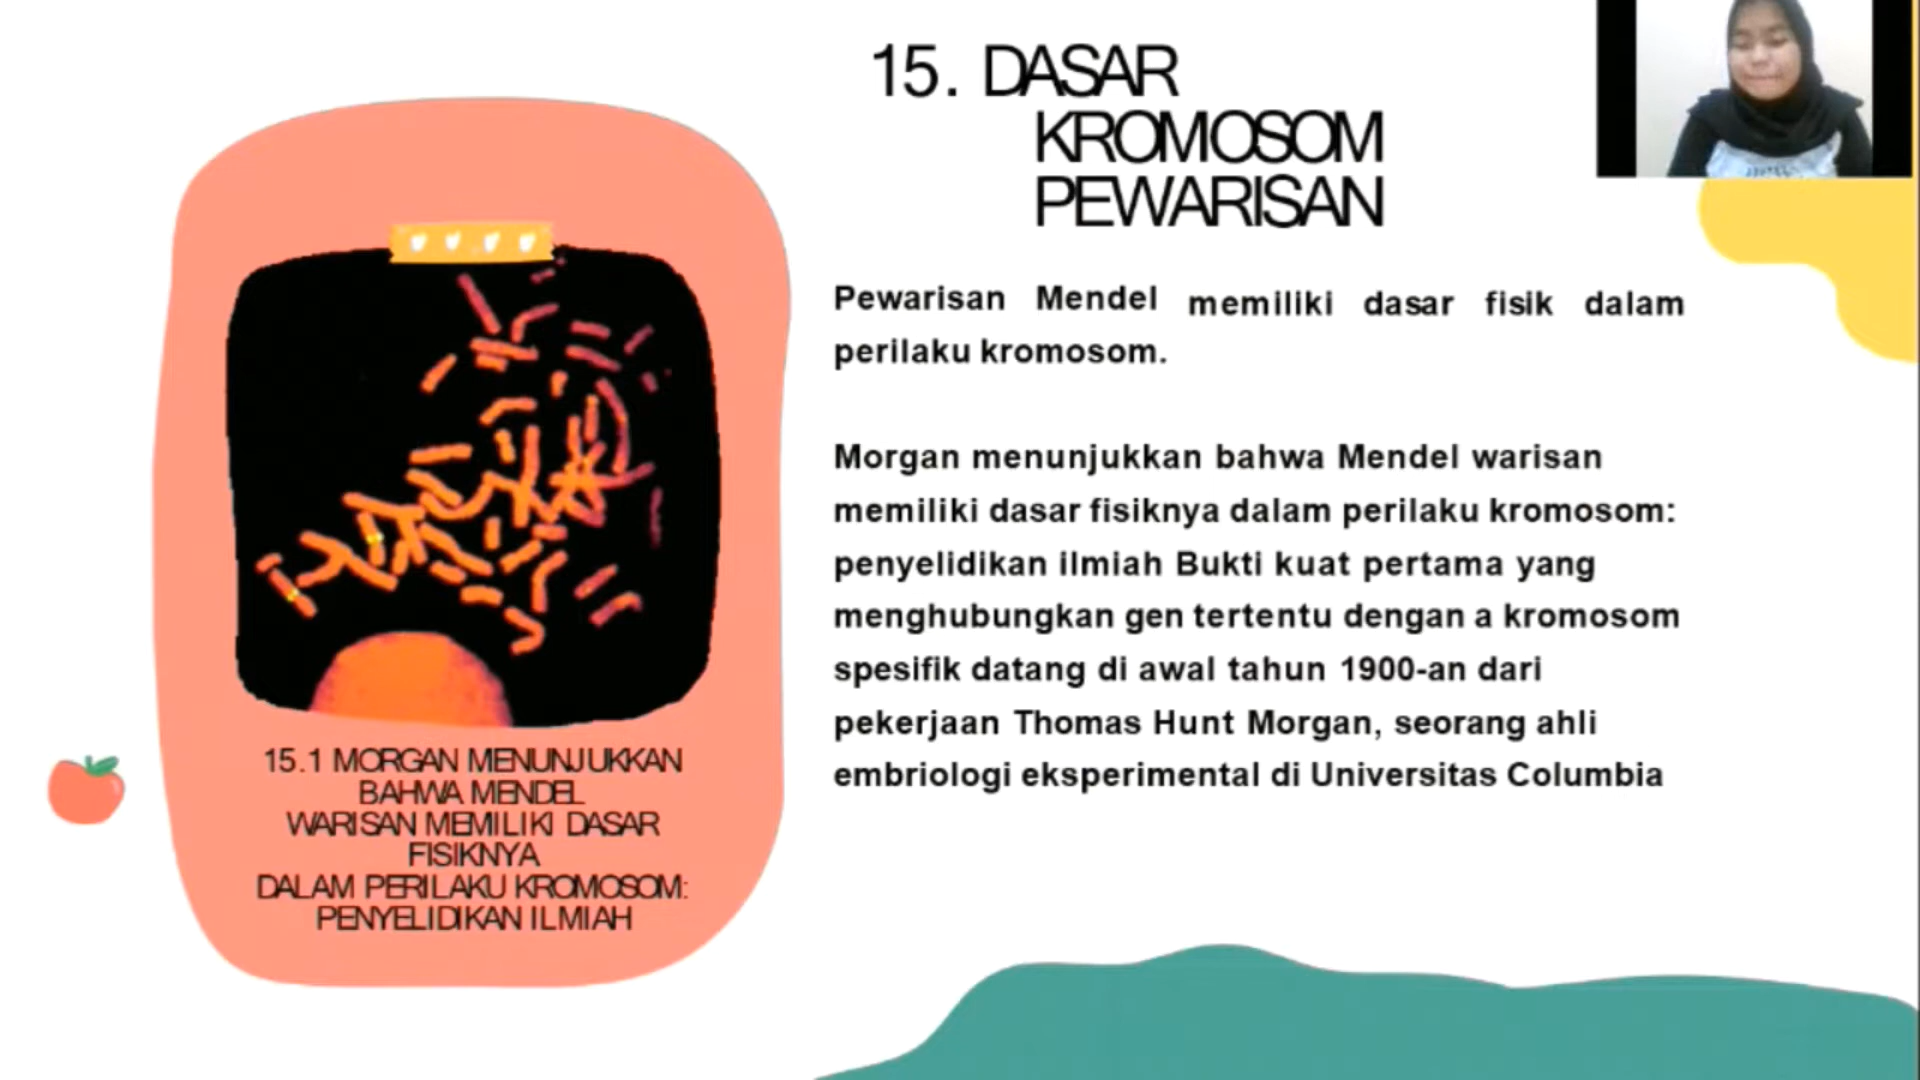 15. DASAR
KROMOSOM
PEWARISAN
Pewarisan Mendel memiliki dasar fisik dalam
perilaku kromosom.
Morgan menunjukkan bahwa Mendel warisan
memiliki dasar fisiknya dalam perilaku kromosom:
penyelidikan ilmiah Bukti kuat pertama yang
menghubungkan gen tertentu dengan a kromosom
spesifik datang di awal tahun 1900-an dari
pekerjaan Thomas Hunt Morgan, seorang ahli
embriologi eksperimental di Universitas Columbia
15.1 MORGAN MENUNJUKKAN
BAHWA MENDEL
WARISAN MEMILIKI DASAR
FISIKNYA
DALAM PERILAKU KROMOSOM:
PENYELIDIKAN ILMIAH